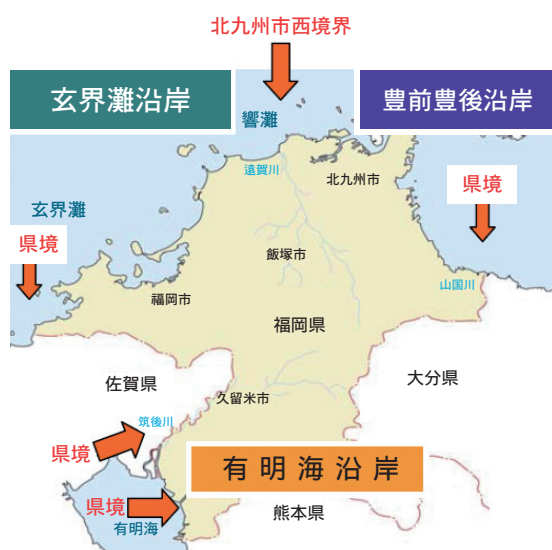 北九州市西境界
玄界灘沿岸
響灘
豊前豊後沿岸
遠賀川
北九州市
県境
玄界灘
県境
飯塚市
山国川
福岡市
福岡県
佐賀県
大分県
久留米市
筑後川
県境
有明海沿岸
県境
熊本県
有明海